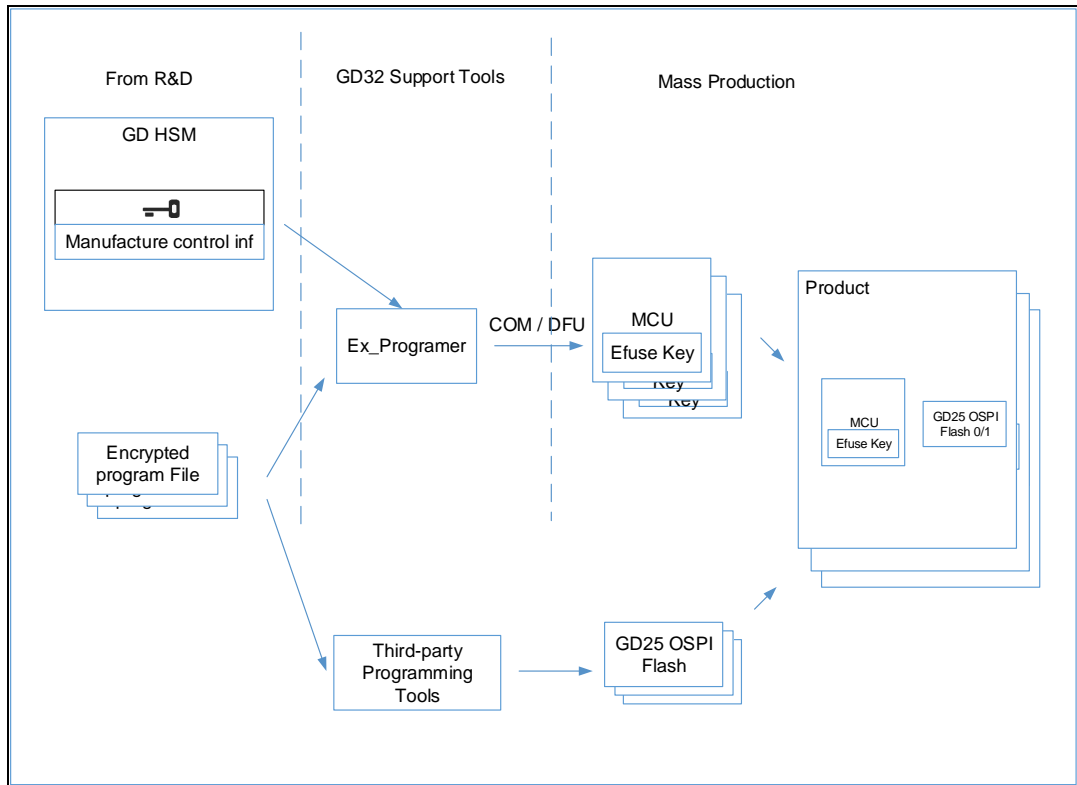 From R&D
GD32 Support Tools
Mass Production
GD HSM
Manufacture control inf
Ex_Programer
COM / DFU
MCU
Efuse Key
Key
Key
Product
MCU
Efuse Key
GD25 OSPI
Flash 0/1
Encrypted
program File
Third-party
Programming
Tools
GD25 OSPI
Flash